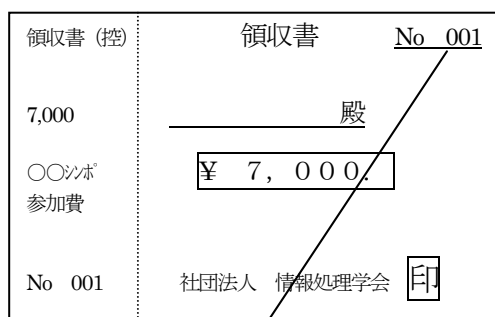 領収書（控）
7,000
○○ｼﾝﾎﾟ
参加費
No 001
領収書 No 001
殿
¥ 7,000.
社団法人 情報処理学会 印